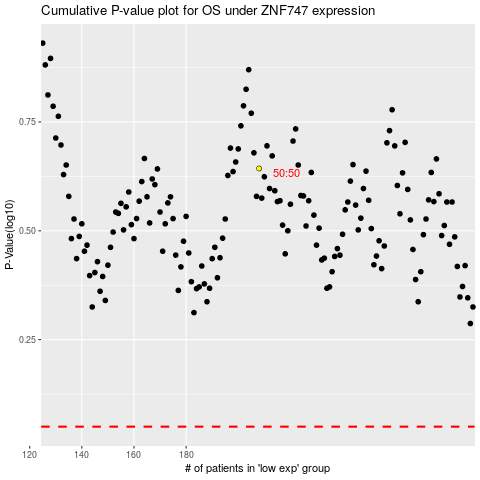 Cumulative P-value plot for OS under ZNF747 expression
P-Value(log10)
0.75
0.50
0.25
50:50
120 140 160 180
# of patients in 'low exp' group